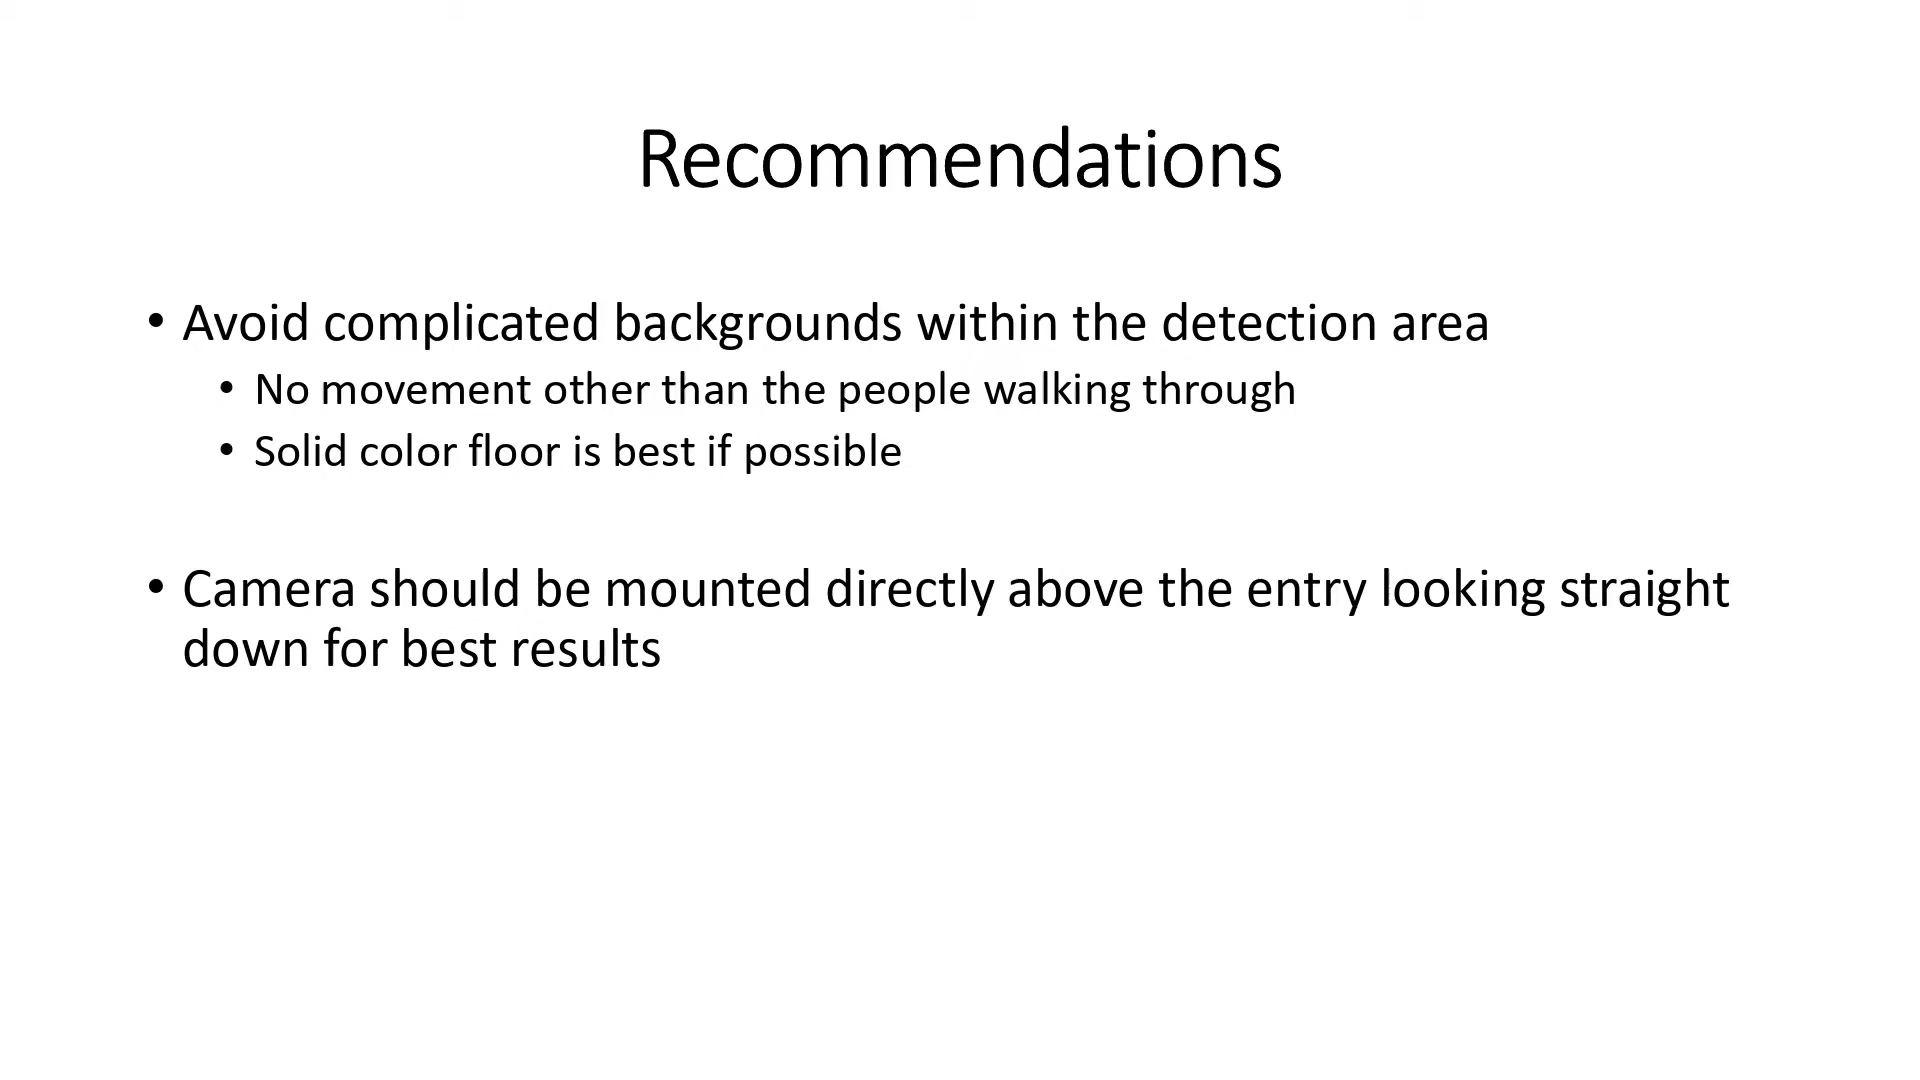 Recommendations
• Avoid complicated backgrounds within the detection area
• No movement other than the people walking through
• Solid color floor is best if possible
• Camera should be mounted directly above the entry looking straight
down for best results